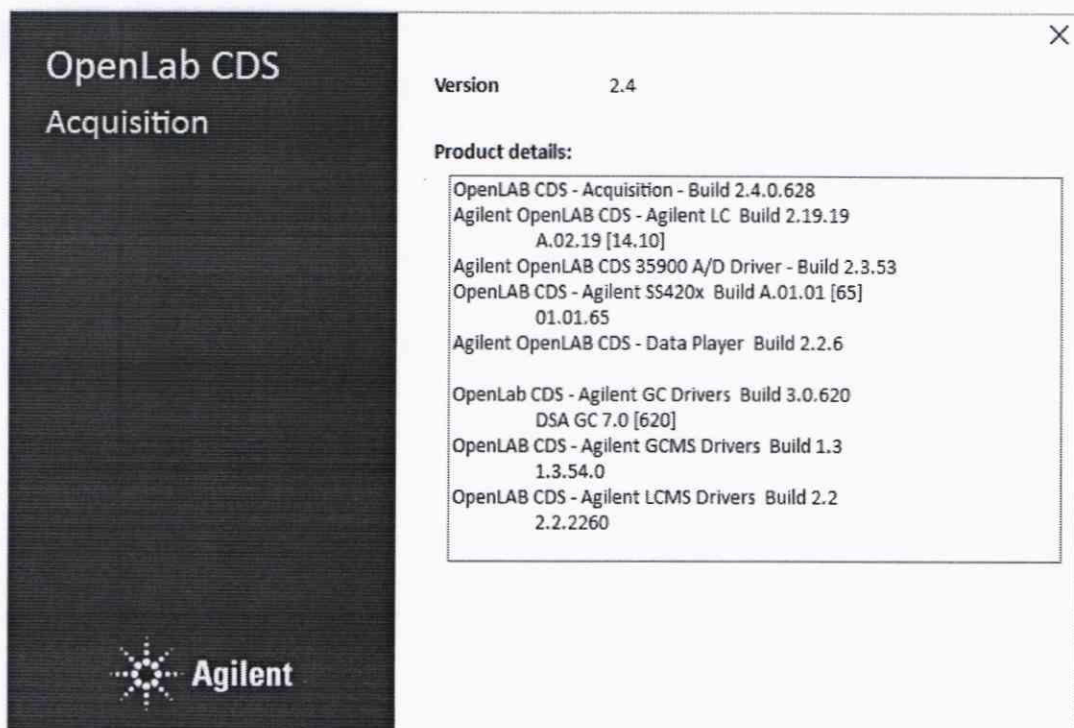 OpenLab CDS
Acquisition
Version 2.4
Product details:
OpenLAB CDS - Acquisition - Build 2.4.0.628
Agilent OpenLAB CDS - Agilent LC Build 2.19.19
A.02.19 [14.10]
Agilent OpenLAB CDS 35900 A/D Driver - Build 2.3.53
OpenLAB CDS - Agilent SS420x Build A.01.01 [65]
01.01.65
Agilent OpenLAB CDS - Data Player Build 2.2.6
OpenLab CDS - Agilent GC Drivers Build 3.0.620
DSA GC 7.0 [620]
OpenLAB CDS - Agilent GCMS Drivers Build 1.3
1.3.54.0
OpenLAB CDS - Agilent LCMS Drivers Build 2.2
2.2.2260
Agilent